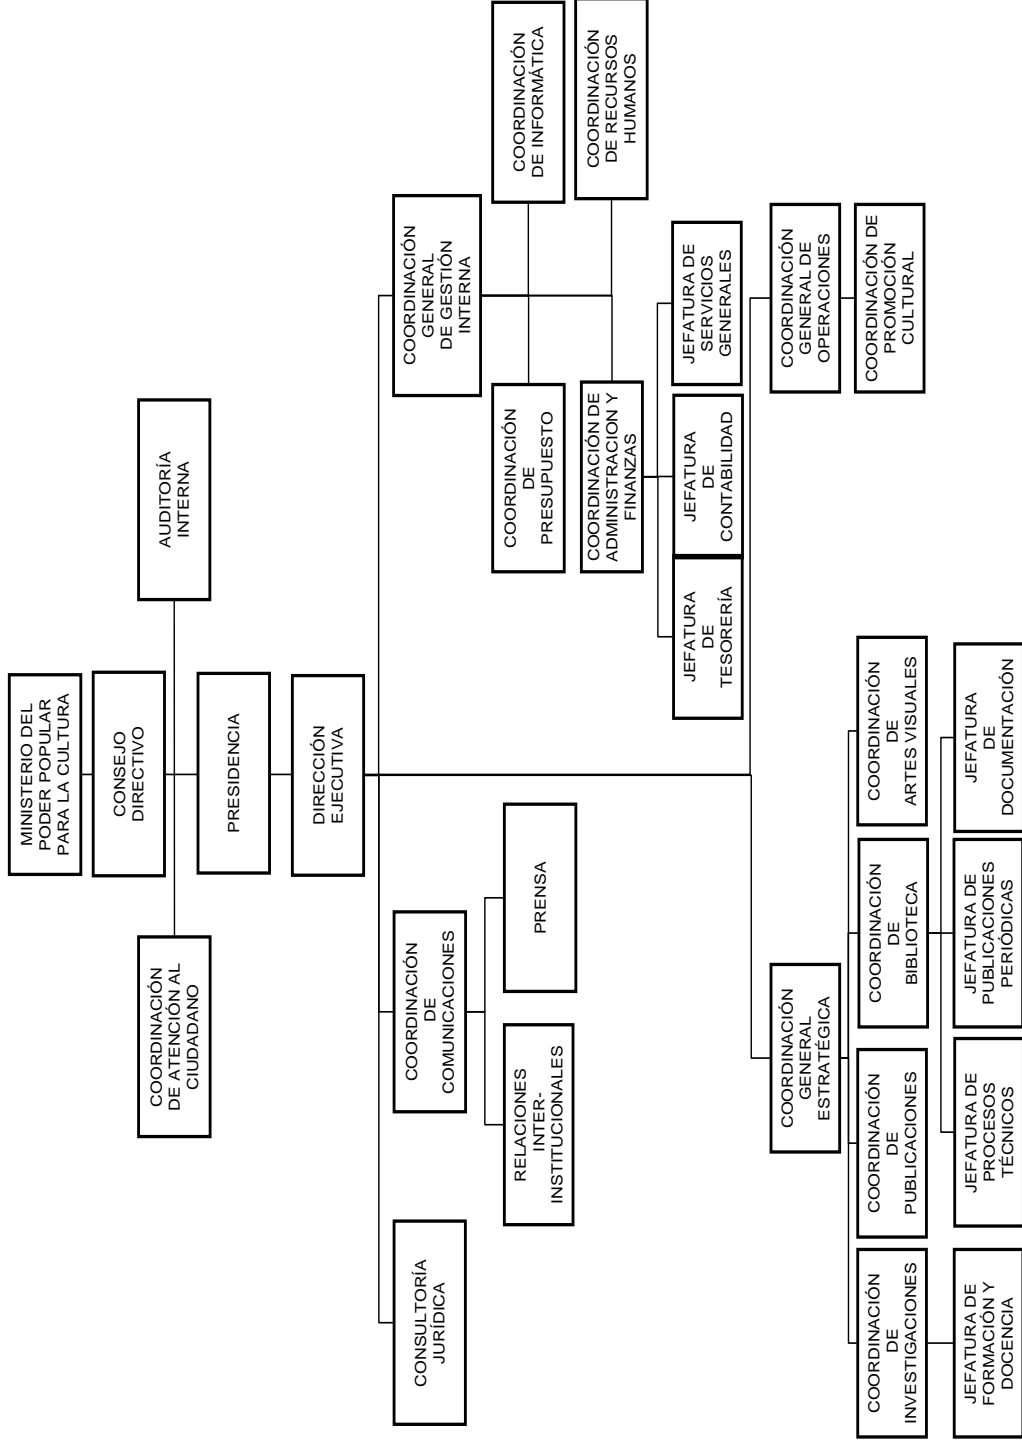 MINISTERIO DEL
PODER POPULAR
PARA LA CULTURA
CONSEJO
DIRECTIVO
COORDINACIÓN
DE ATENCIÓN AL
CIUDADANO
AUDITORÍA
INTERNA
PRESIDENCIA
DIRECCIÓN
EJECUTIVA
CONSULTORÍA
JURÍDICA
COORDINACIÓN
DE
COMUNICACIONES
RELACIONES
INTER-
INSTITUCIONALES
PRENSA
COORDINACIÓN
GENERAL
DE GESTIÓN
INTERNA
COORDINACIÓN
DE
PRESUPUESTO
COORDINACIÓN
DE INFORMÁTICA
COORDINACIÓN DE
ADMINISTRACION Y
FINANZAS
COORDINACIÓN
DE RECURSOS
HUMANOS
JEFATURA
DE
TESORERÍA
JEFATURA
DE
CONTABILIDAD
JEFATURA DE
SERVICIOS
GENERALES
COORDINACIÓN
GENERAL
ESTRATÉGICA
COORDINACIÓN
GENERAL DE
OPERACIONES
COORDINACIÓN
DE
INVESTIGACIONES
COORDINACIÓN
DE
PUBLICACIONES
COORDINACIÓN
DE
BIBLIOTECA
COORDINACIÓN
DE
ARTES VISUALES
COORDINACIÓN DE
PROMOCIÓN
CULTURAL
JEFATURA DE
FORMACIÓN Y
DOCENCIA
JEFATURA DE
PROCESOS
TÉCNICOS
JEFATURA DE
PUBLICACIONES
PERIÓDICAS
JEFATURA
DE
DOCUMENTACIÓN